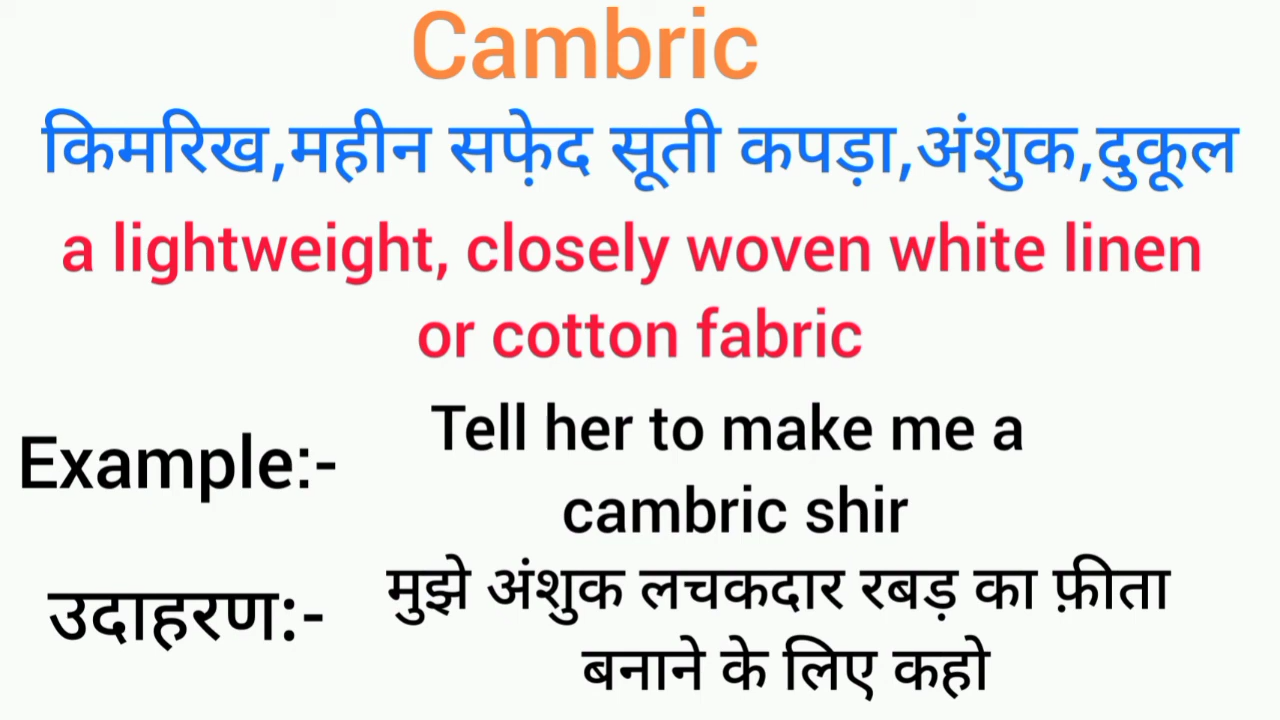 Cambric
किमरिख,महीन सफ़ेद सूती कपड़ा,अंशुक,दुकूल
a lightweight, closely woven white linen
or cotton fabric
Example:-
Tell her to make me a
cambric shir
उदाहरण:-
मुझे अंशुक लचकदार रबड़ का फ़ीता
बनाने के लिए कहो